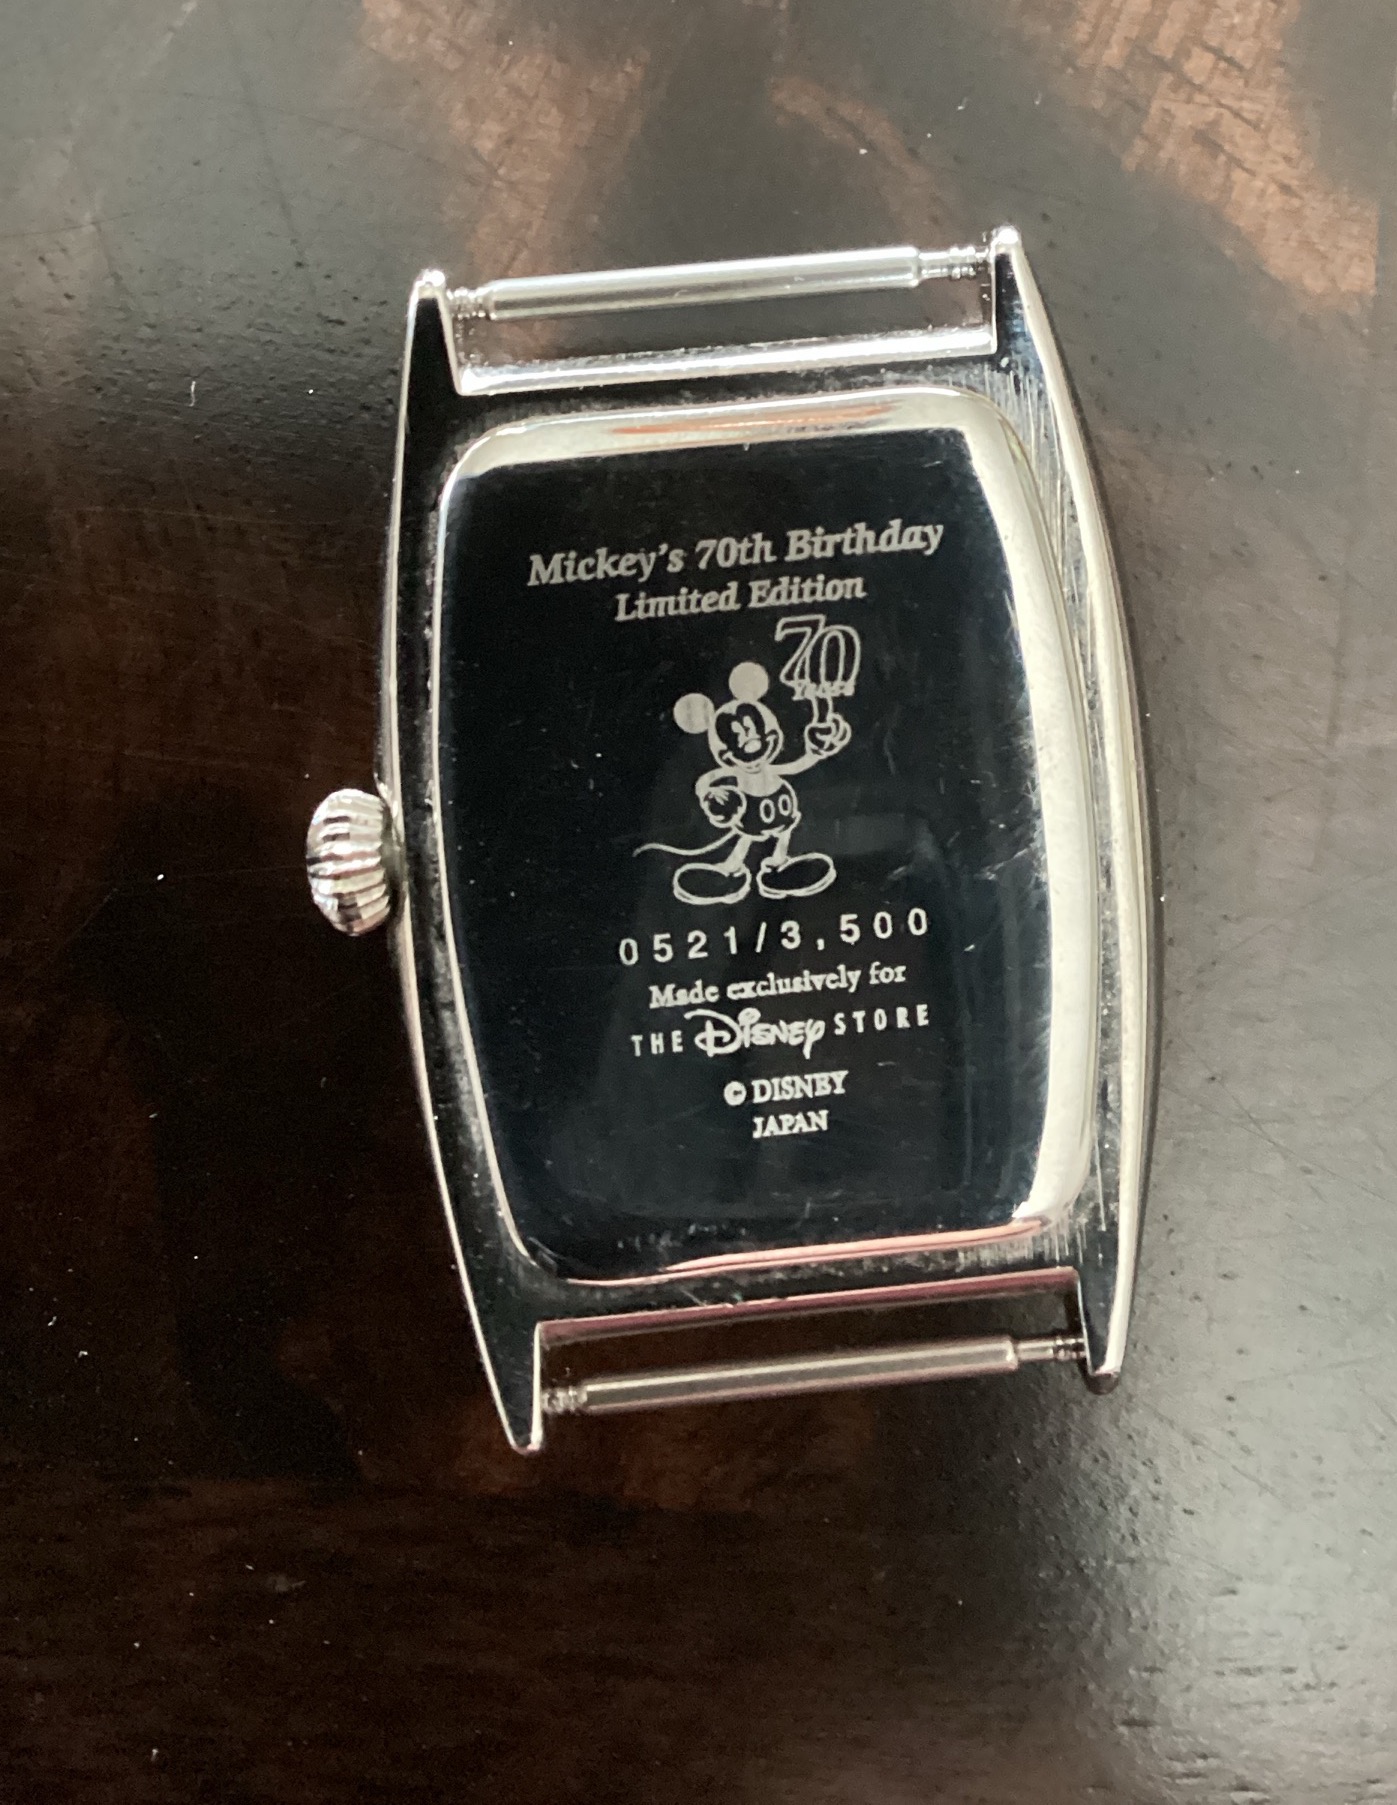 Mickey's 70th Birthday
Limited Edition
70
Years
0521/3,500
Made exclusively for
THE Disney STORE
© DISNEY
JAPAN